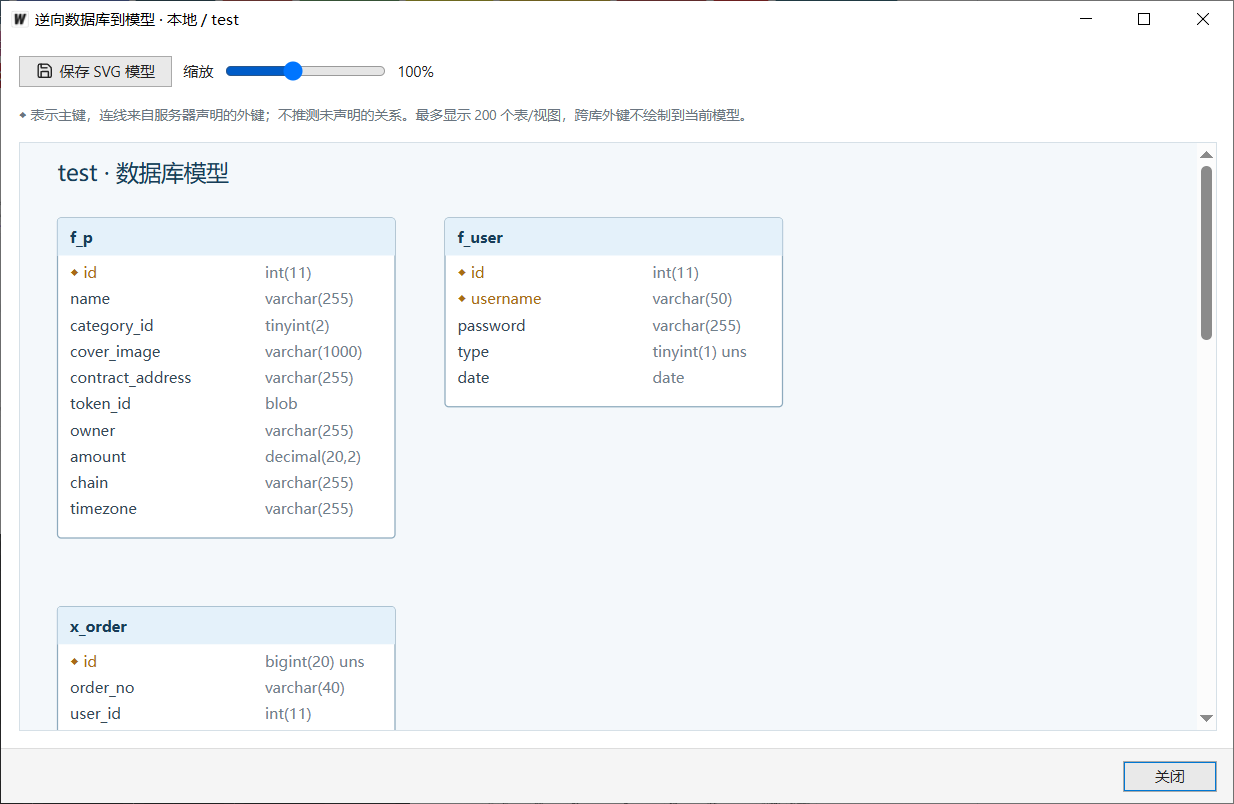 W 逆向数据库到模型 · 本地 / test
保存 SVG 模型 缩放 100%
◆ 表示主键，连线来自服务器声明的外键；不推测未声明的关系。最多显示 200 个表/视图，跨库外键不绘制到当前模型。
test · 数据库模型
f_p
◆ id int(11)
name varchar(255)
category_id tinyint(2)
cover_image varchar(1000)
contract_address varchar(255)
token_id blob
owner varchar(255)
amount decimal(20,2)
chain varchar(255)
timezone varchar(255)
f_user
◆ id int(11)
◆ username varchar(50)
password varchar(255)
type tinyint(1) uns
date date
x_order
◆ id bigint(20) uns
order_no varchar(40)
user_id int(11)
关闭